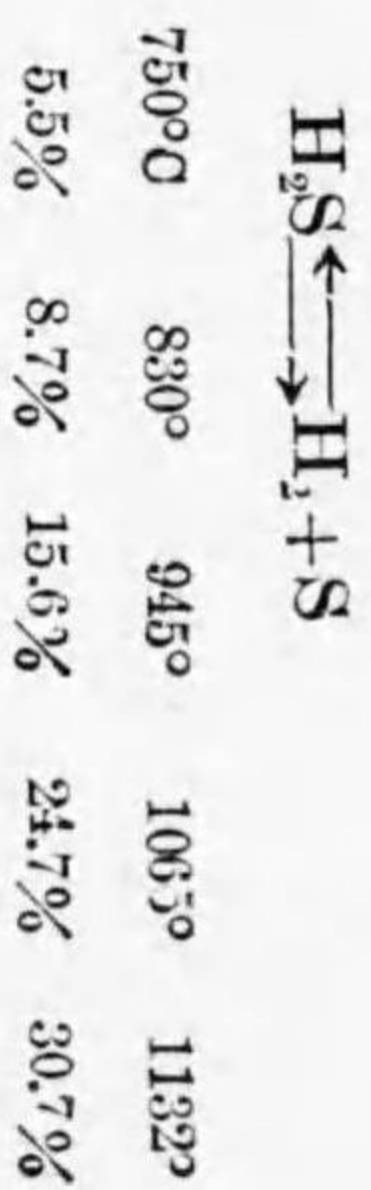 H₂S ⇄ H₂ + S
750°C 830° 945° 1065° 1132°
5.5% 8.7% 15.6% 24.7% 30.7%